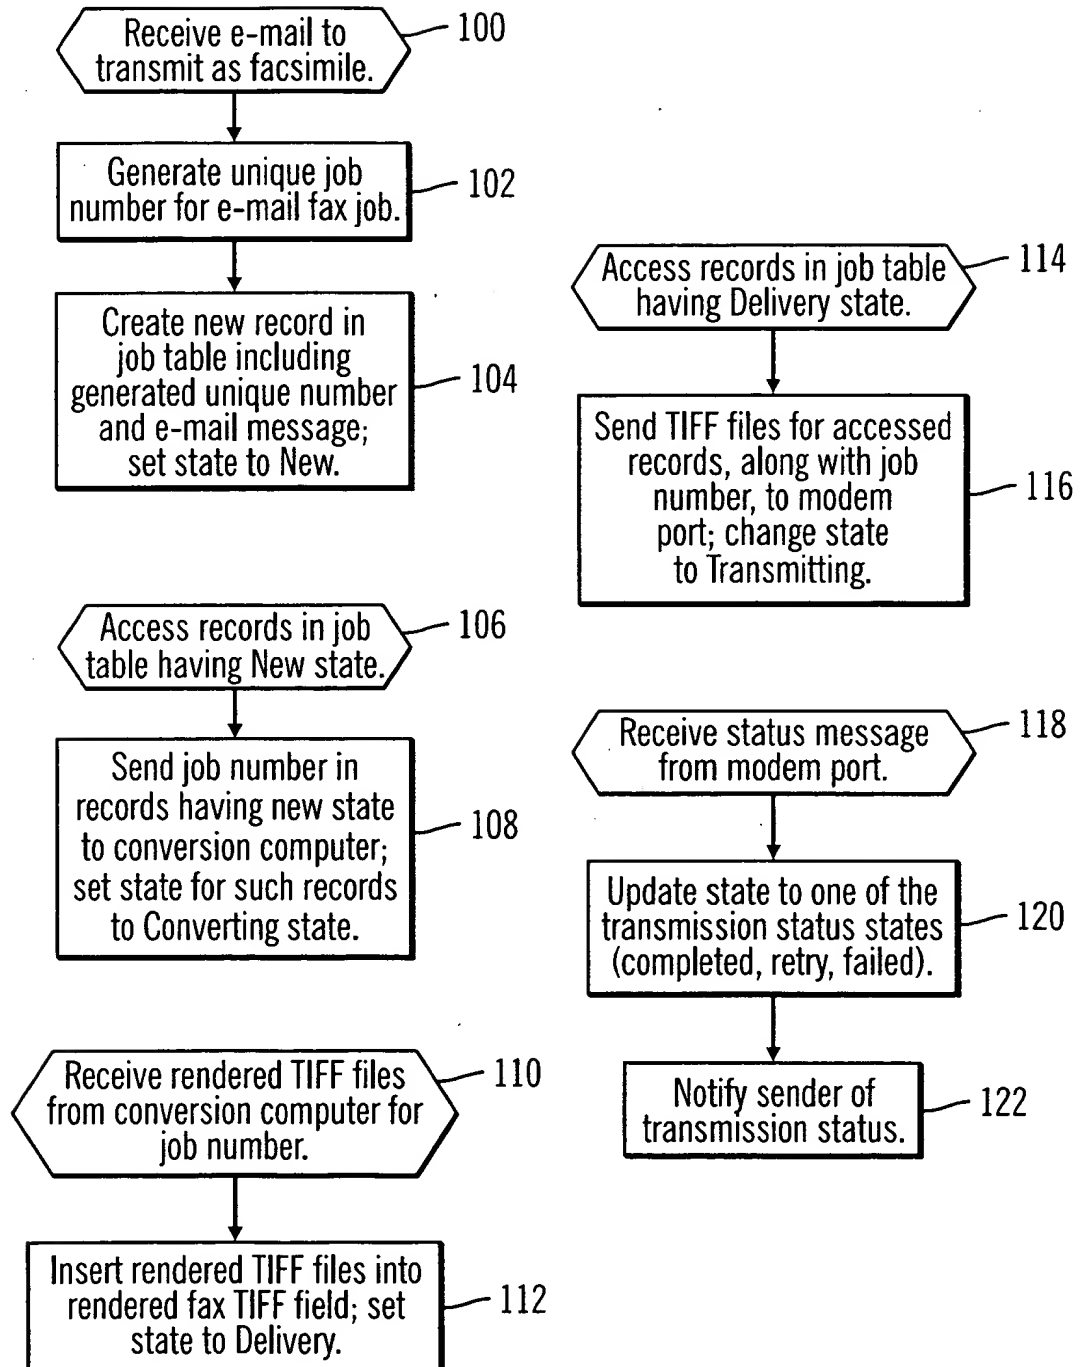 Receive e-mail to
transmit as facsimile.
100
Generate unique job
number for e-mail fax job.
102
Create new record in
job table including
generated unique number
and e-mail message;
set state to New.
104
Access records in job
table having New state.
106
Send job number in
records having new state
to conversion computer;
set state for such records
to Converting state.
108
Receive rendered TIFF files
from conversion computer for
job number.
110
Insert rendered TIFF files into
rendered fax TIFF field; set
state to Delivery.
112
Access records in job table
having Delivery state.
114
Send TIFF files for accessed
records, along with job
number, to modem
port; change state
to Transmitting.
116
Receive status message
from modem port.
118
Update state to one of the
transmission status states
(completed, retry, failed).
120
Notify sender of
transmission status.
122